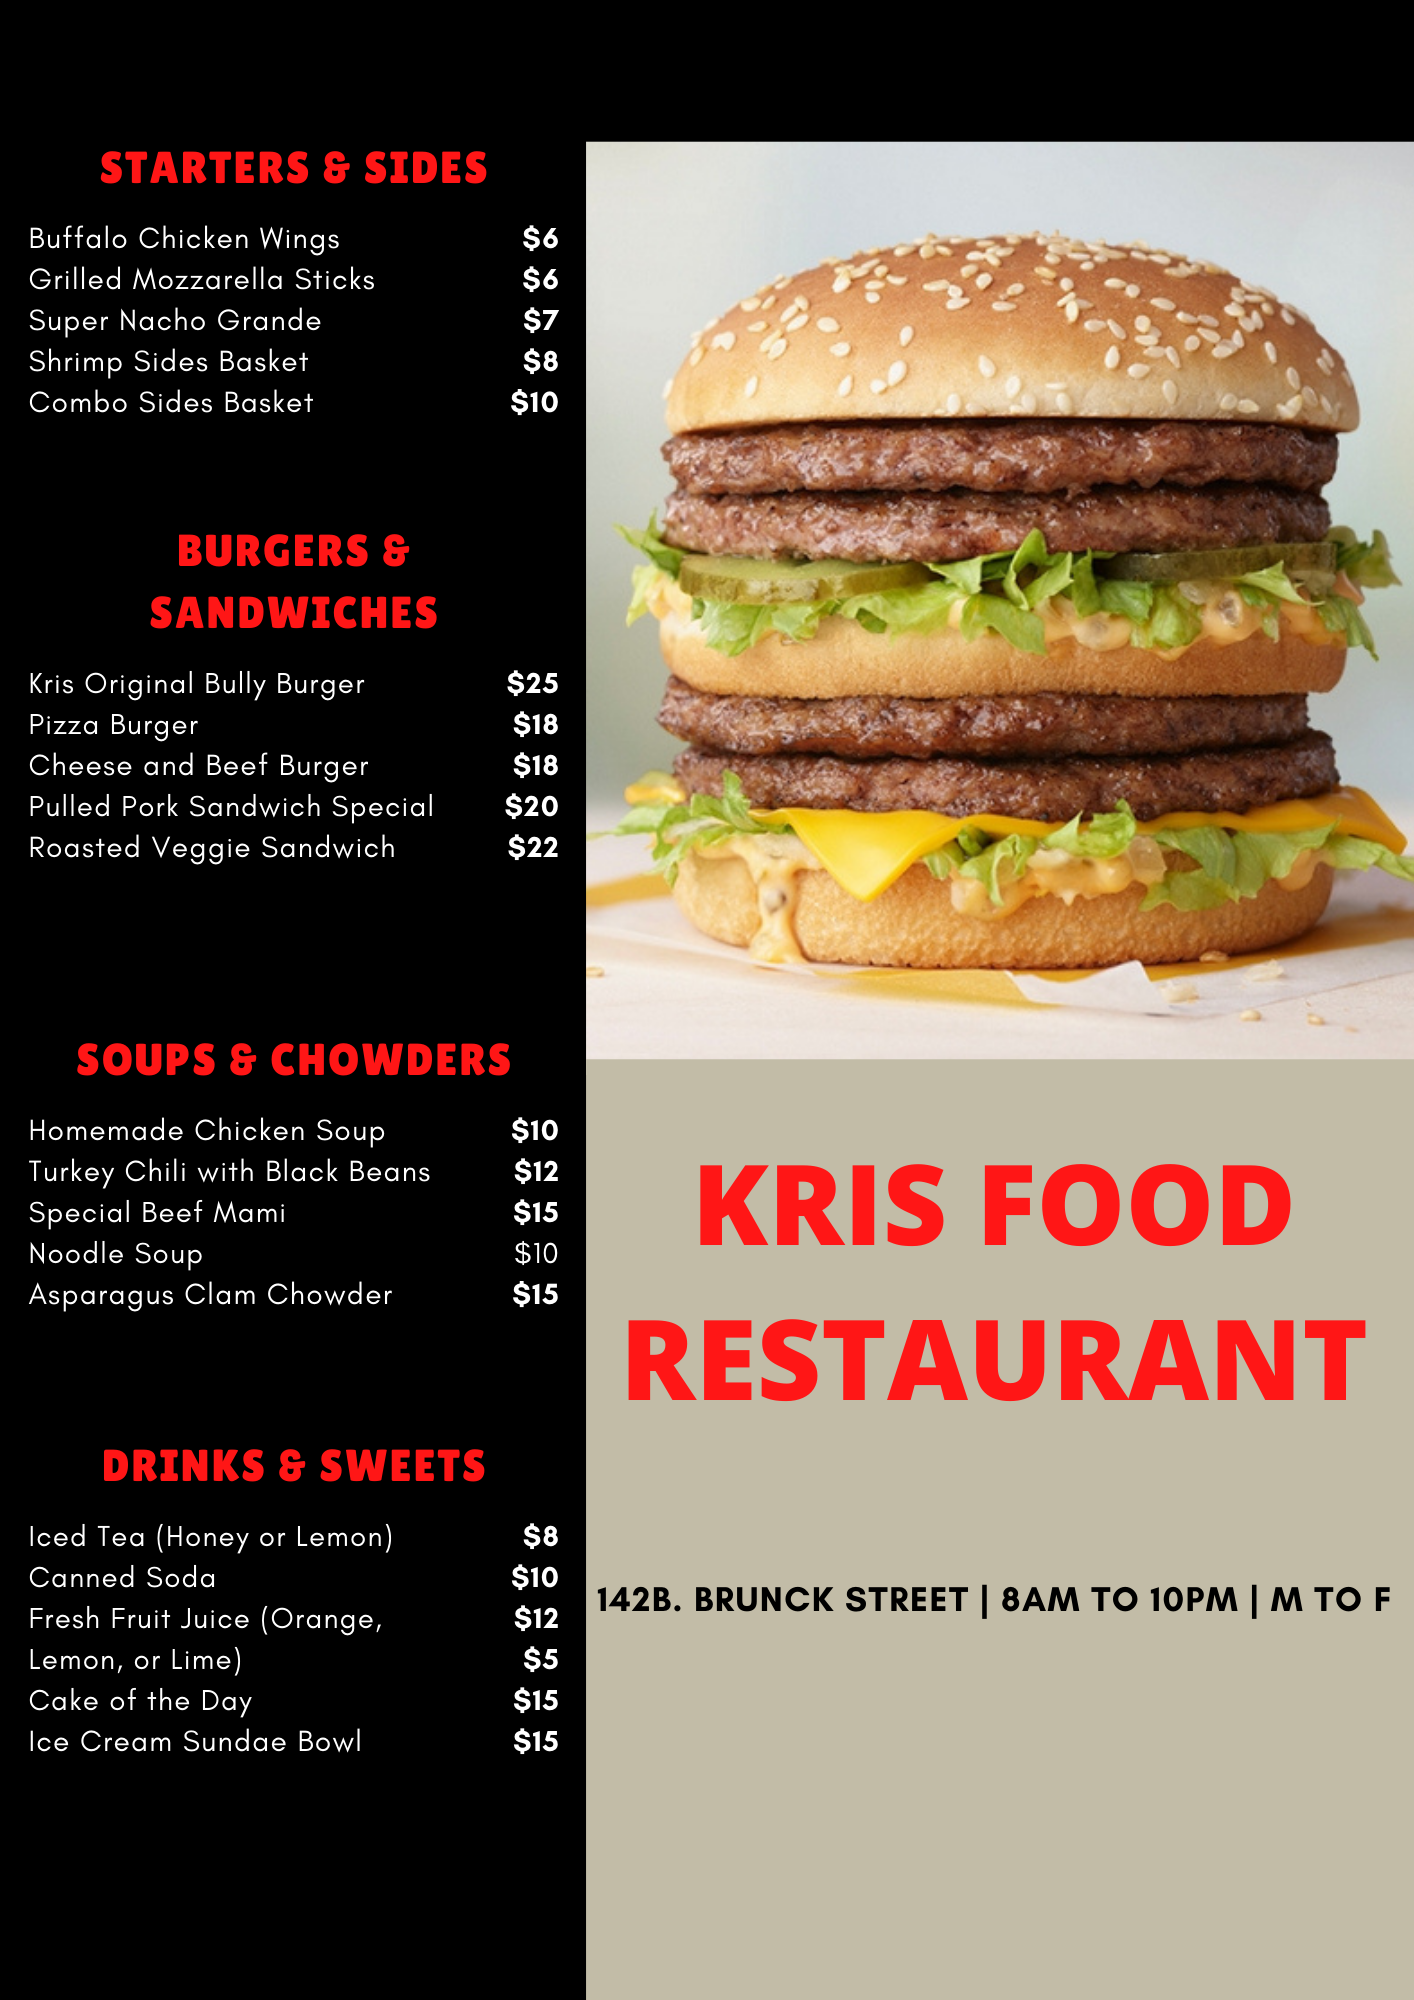 STARTERS & SIDES
Buffalo Chicken Wings $6
Grilled Mozzarella Sticks $6
Super Nacho Grande $7
Shrimp Sides Basket $8
Combo Sides Basket $10
BURGERS &
SANDWICHES
Kris Original Bully Burger $25
Pizza Burger $18
Cheese and Beef Burger $18
Pulled Pork Sandwich Special $20
Roasted Veggie Sandwich $22
SOUPS & CHOWDERS
Homemade Chicken Soup $10
Turkey Chili with Black Beans $12
Special Beef Mami $15
Noodle Soup $10
Asparagus Clam Chowder $15
DRINKS & SWEETS
Iced Tea (Honey or Lemon) $8
Canned Soda $10
Fresh Fruit Juice (Orange, $12
Lemon, or Lime) $5
Cake of the Day $15
Ice Cream Sundae Bowl $15
KRIS FOOD
RESTAURANT
142B. BRUNCK STREET | 8AM TO 10PM | M TO F